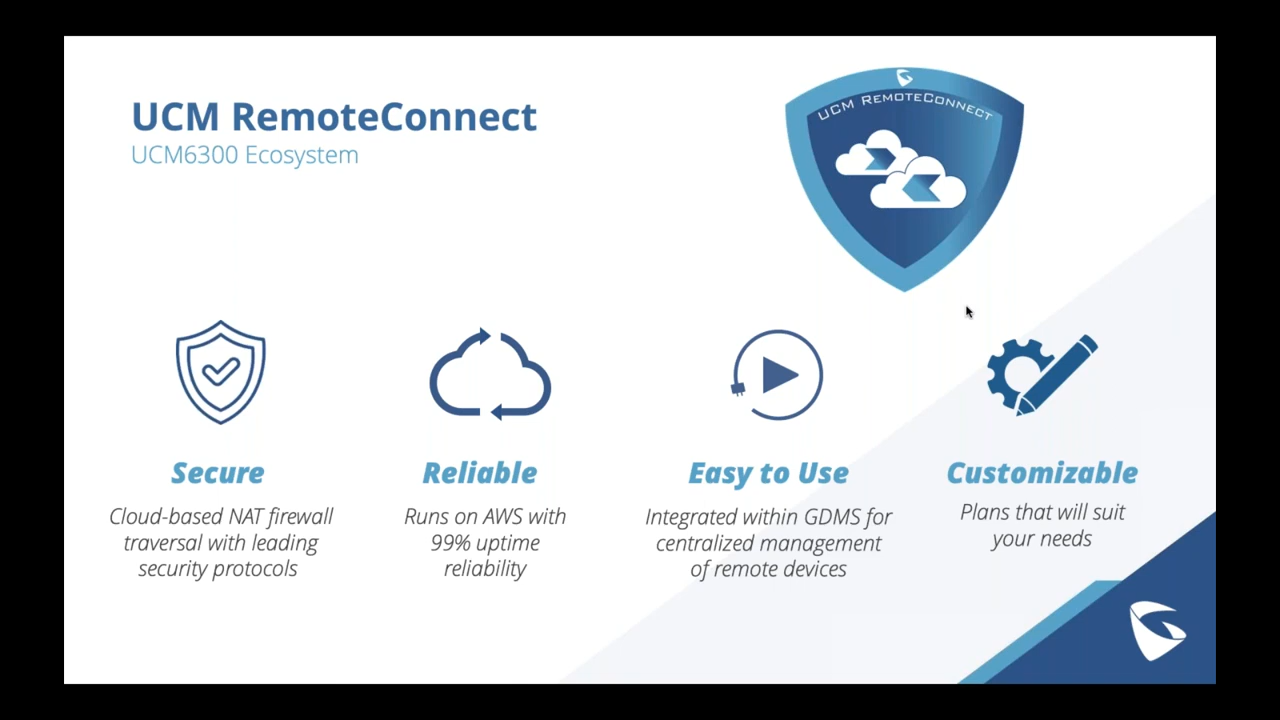 UCM RemoteConnect
UCM6300 Ecosystem
UCM REMOTECONNECT
Secure
Cloud-based NAT firewall
traversal with leading
security protocols
Reliable
Runs on AWS with
99% uptime
reliability
Easy to Use
Integrated within GDMS for
centralized management
of remote devices
Customizable
Plans that will suit
your needs